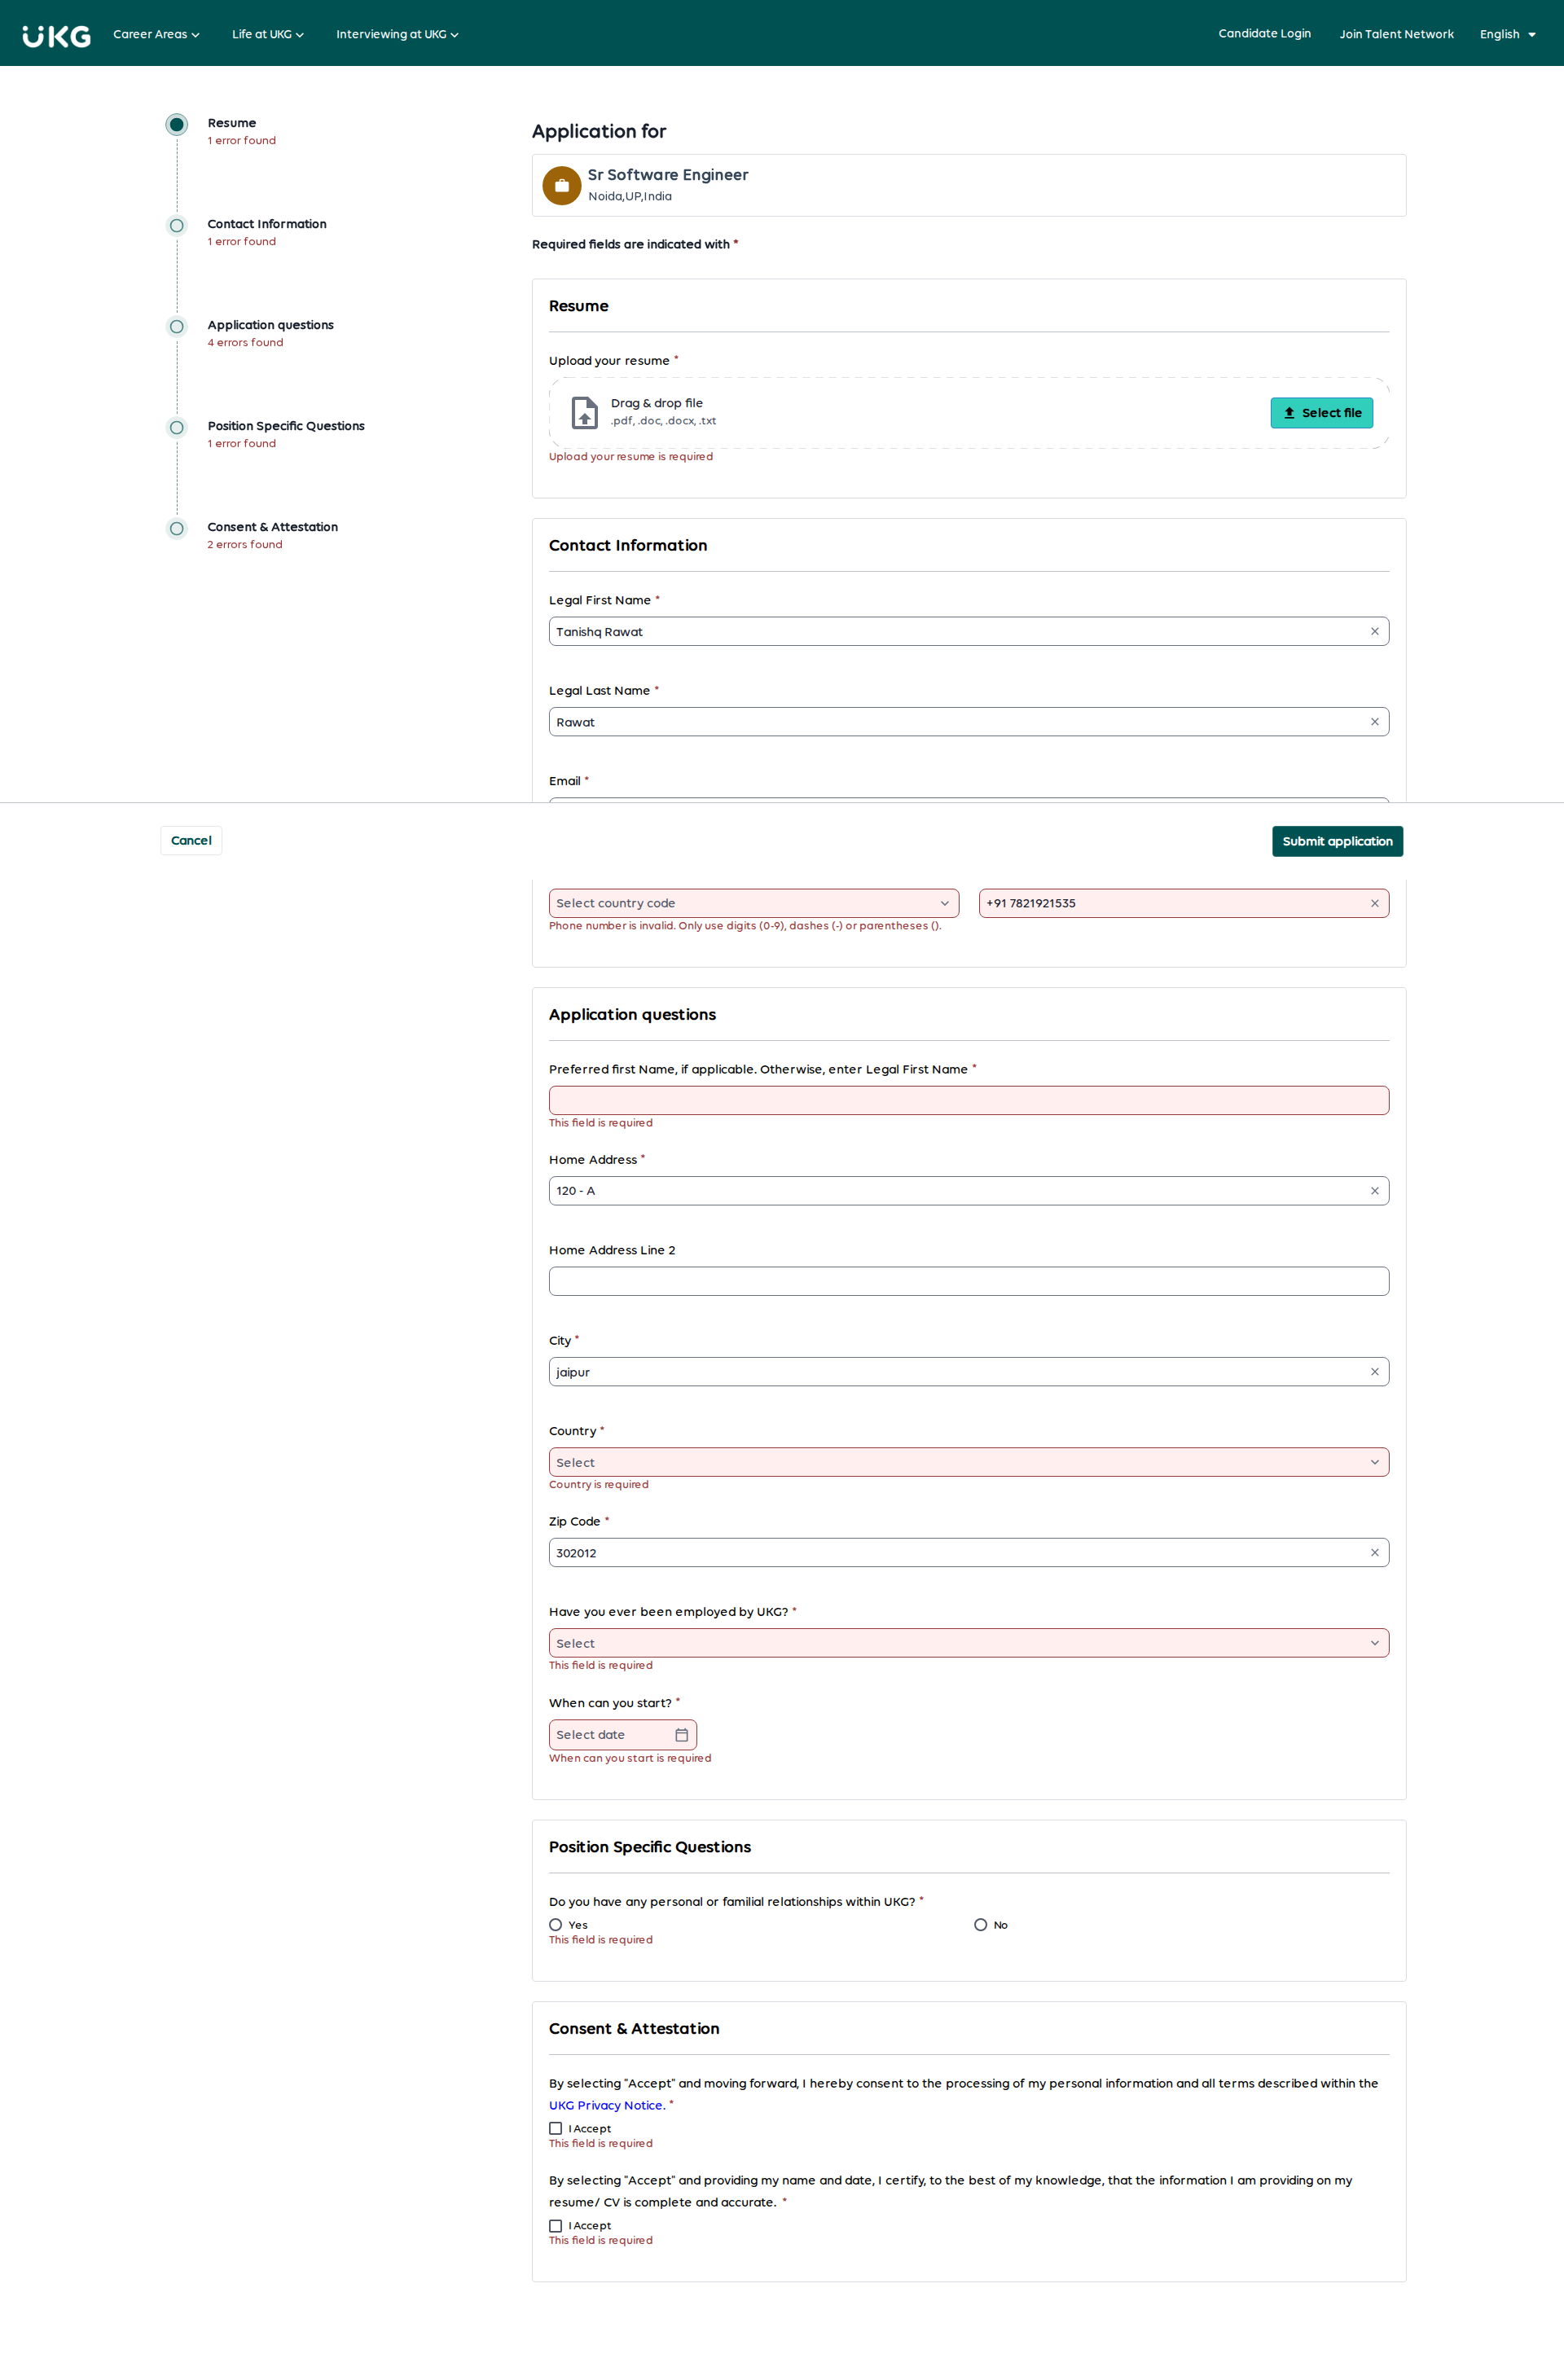 UKG
Career Areas
Life at UKG
Interviewing at UKG
Candidate Login
Join Talent Network
English
Resume
1 error found
Contact Information
1 error found
Application questions
4 errors found
Position Specific Questions
1 error found
Consent & Attestation
2 errors found
Application for
Sr Software Engineer
Noida,UP,India
Required fields are indicated with *
Resume
Upload your resume *
Drag & drop file
.pdf, .doc, .docx, .txt
Select file
Upload your resume is required
Contact Information
Legal First Name *
Tanishq Rawat
Legal Last Name *
Rawat
Email *
Cancel
Submit application
Select country code
+91 7821921535
Phone number is invalid. Only use digits (0-9), dashes (-) or parentheses ().
Application questions
Preferred first Name, if applicable. Otherwise, enter Legal First Name *
This field is required
Home Address *
120 - A
Home Address Line 2
City *
jaipur
Country *
Select
Country is required
Zip Code *
302012
Have you ever been employed by UKG? *
Select
This field is required
When can you start? *
Select date
When can you start is required
Position Specific Questions
Do you have any personal or familial relationships within UKG? *
Yes
No
This field is required
Consent & Attestation
By selecting "Accept" and moving forward, I hereby consent to the processing of my personal information and all terms described within the
UKG Privacy Notice. *
I Accept
This field is required
By selecting "Accept" and providing my name and date, I certify, to the best of my knowledge, that the information I am providing on my
resume/ CV is complete and accurate. *
I Accept
This field is required